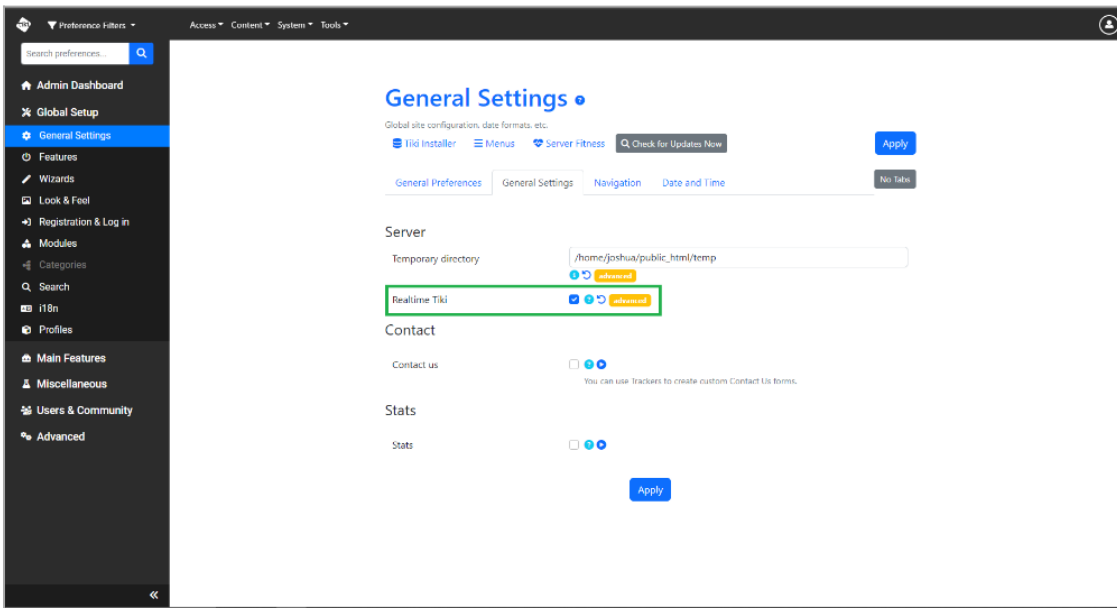 Preference Filters
Access Content System Tools
Search preferences...
Admin Dashboard
Global Setup
General Settings
Features
Wizards
Look & Feel
Registration & Log in
Modules
Categories
Search
i18n
Profiles
Main Features
Miscellaneous
Users & Community
Advanced
General Settings
Global site configuration, date formats, etc.
Tiki Installer Menus Server Fitness Check for Updates Now Apply
General Preferences General Settings Navigation Date and Time No Tabs
Server
Temporary directory /home/joshua/public_html/temp
advanced
Realtime Tiki advanced
Contact
Contact us
You can use Trackers to create custom Contact Us forms.
Stats
Stats
Apply